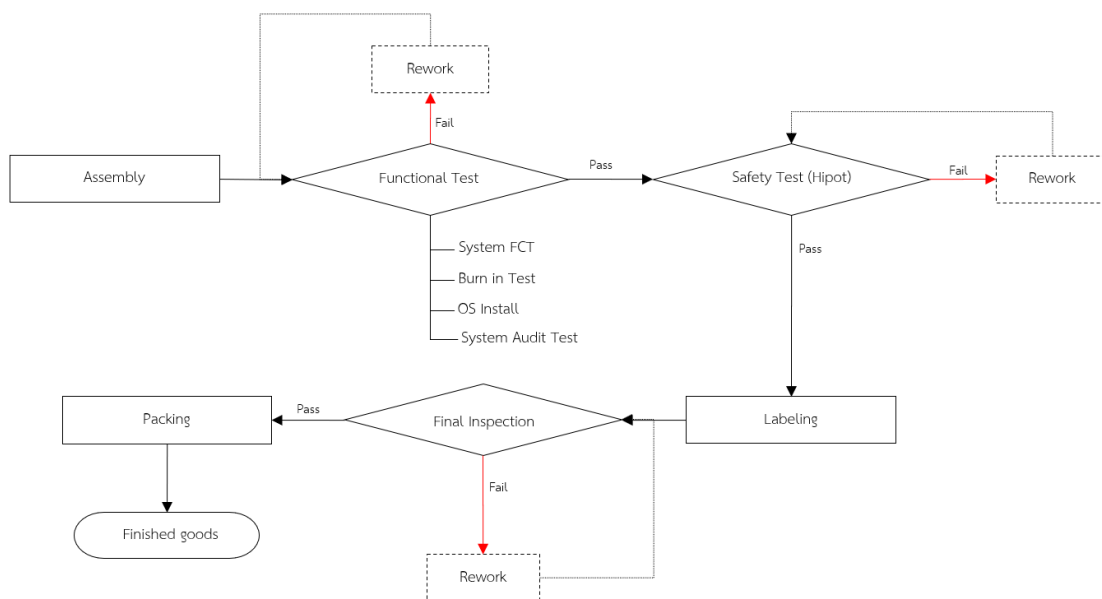 Rework
Fail
Assembly
Functional Test
Pass
Safety Test (Hipot)
Fail
Rework
System FCT
Burn in Test
OS Install
System Audit Test
Pass
Packing
Pass
Final Inspection
Labeling
Fail
Finished goods
Rework